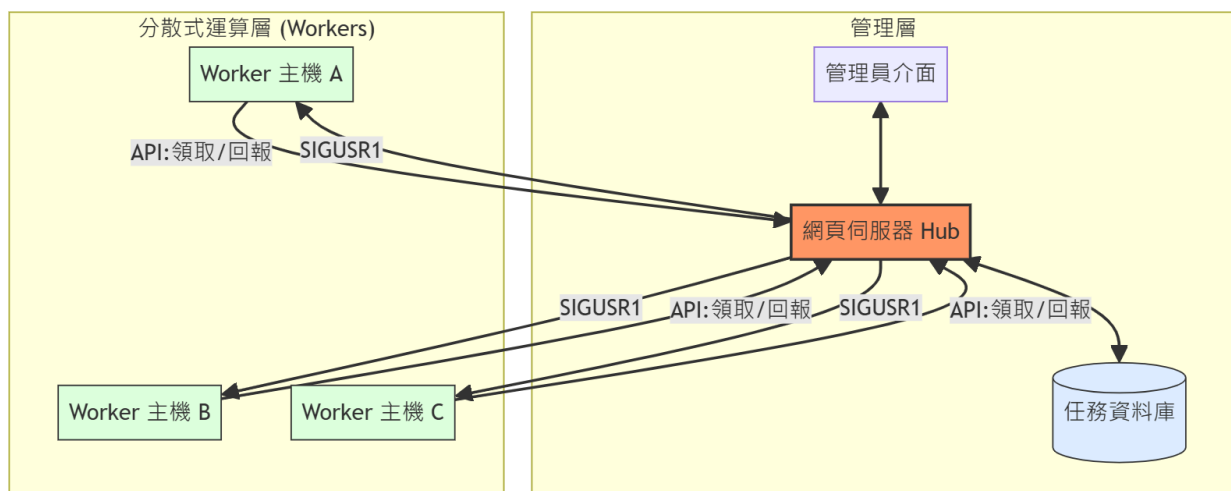 分散式運算層 (Workers)
管理層
Worker 主機 A
管理員介面
API:領取/回報
SIGUSR1
網頁伺服器 Hub
SIGUSR1
API:領取/回報
SIGUSR1
API:領取/回報
Worker 主機 B
Worker 主機 C
任務資料庫